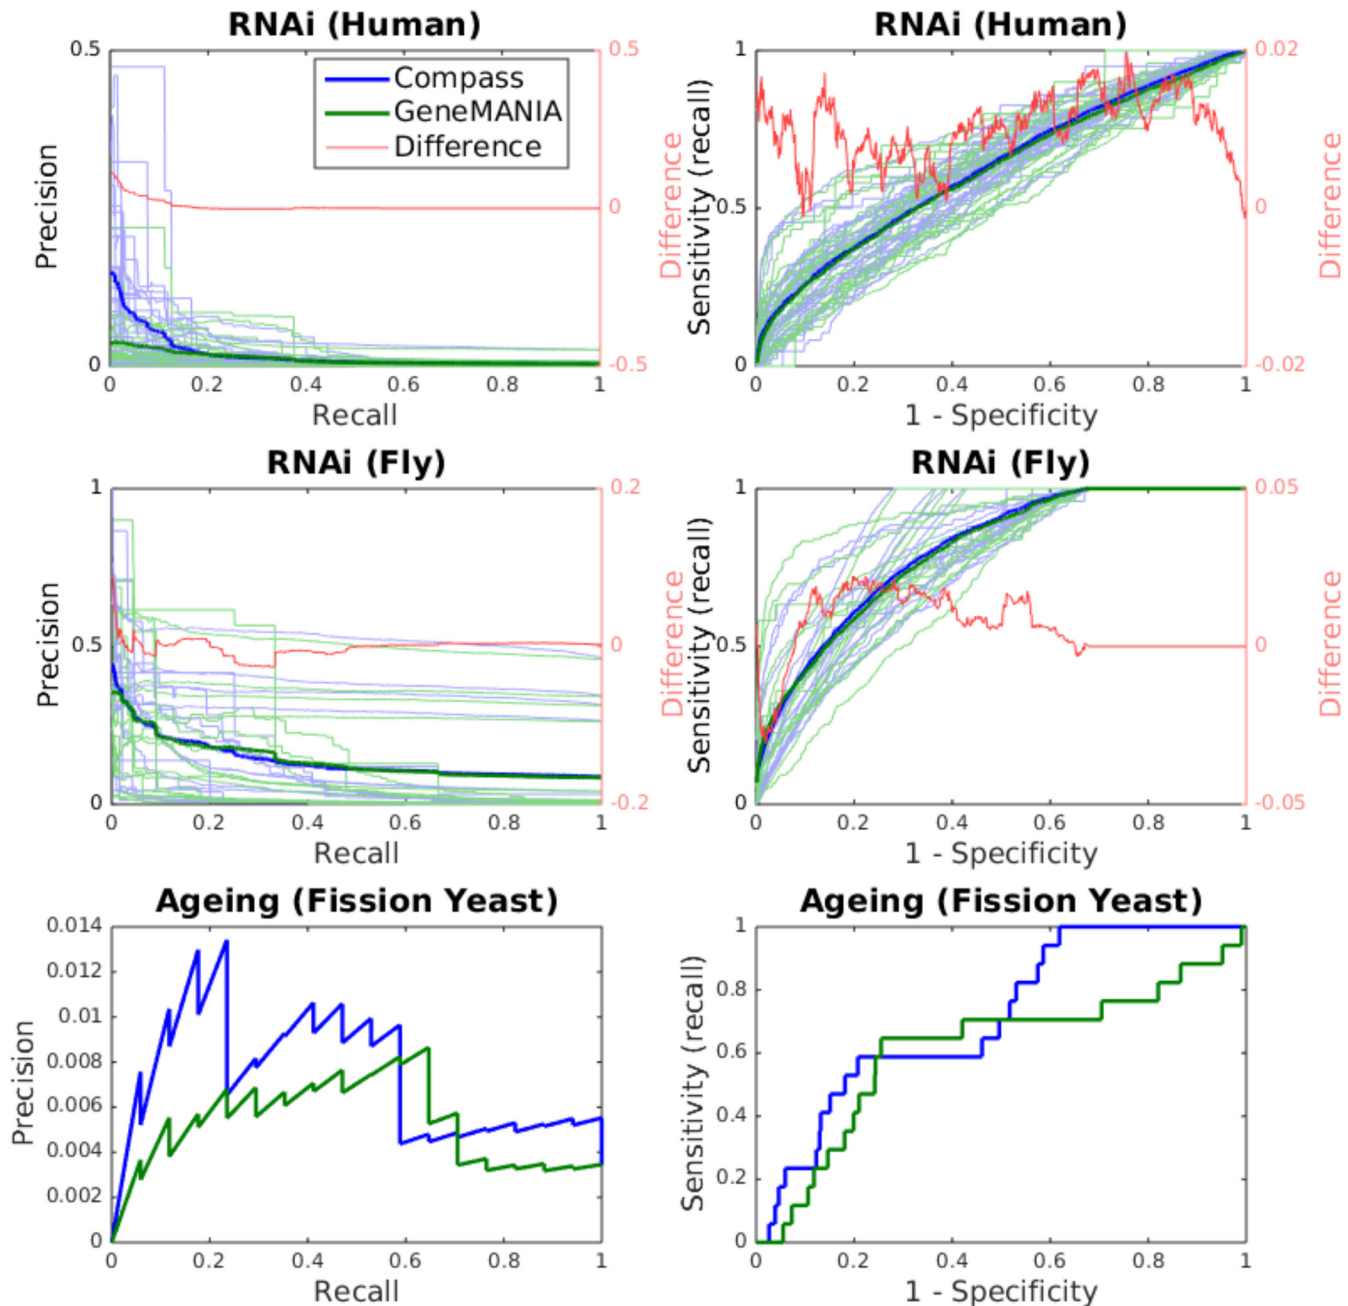 RNAi (Human)
0.5
0
Precision
0 0.2 0.4 0.6 0.8 1
Recall
0.5
0
-0.5
Difference
Compass
GeneMANIA
Difference
RNAi (Human)
1
0.5
0
Sensitivity (recall)
0 0.2 0.4 0.6 0.8 1
1 - Specificity
0.02
0
-0.02
Difference
RNAi (Fly)
1
0.5
0
Precision
0 0.2 0.4 0.6 0.8 1
Recall
0.2
0
-0.2
Difference
RNAi (Fly)
1
0.5
0
Sensitivity (recall)
0 0.2 0.4 0.6 0.8 1
1 - Specificity
0.05
0
-0.05
Difference
Ageing (Fission Yeast)
0.014
0.012
0.01
0.008
0.006
0.004
0.002
0
Precision
0 0.2 0.4 0.6 0.8 1
Recall
Ageing (Fission Yeast)
1
0.8
0.6
0.4
0.2
0
Sensitivity (recall)
0 0.2 0.4 0.6 0.8 1
1 - Specificity